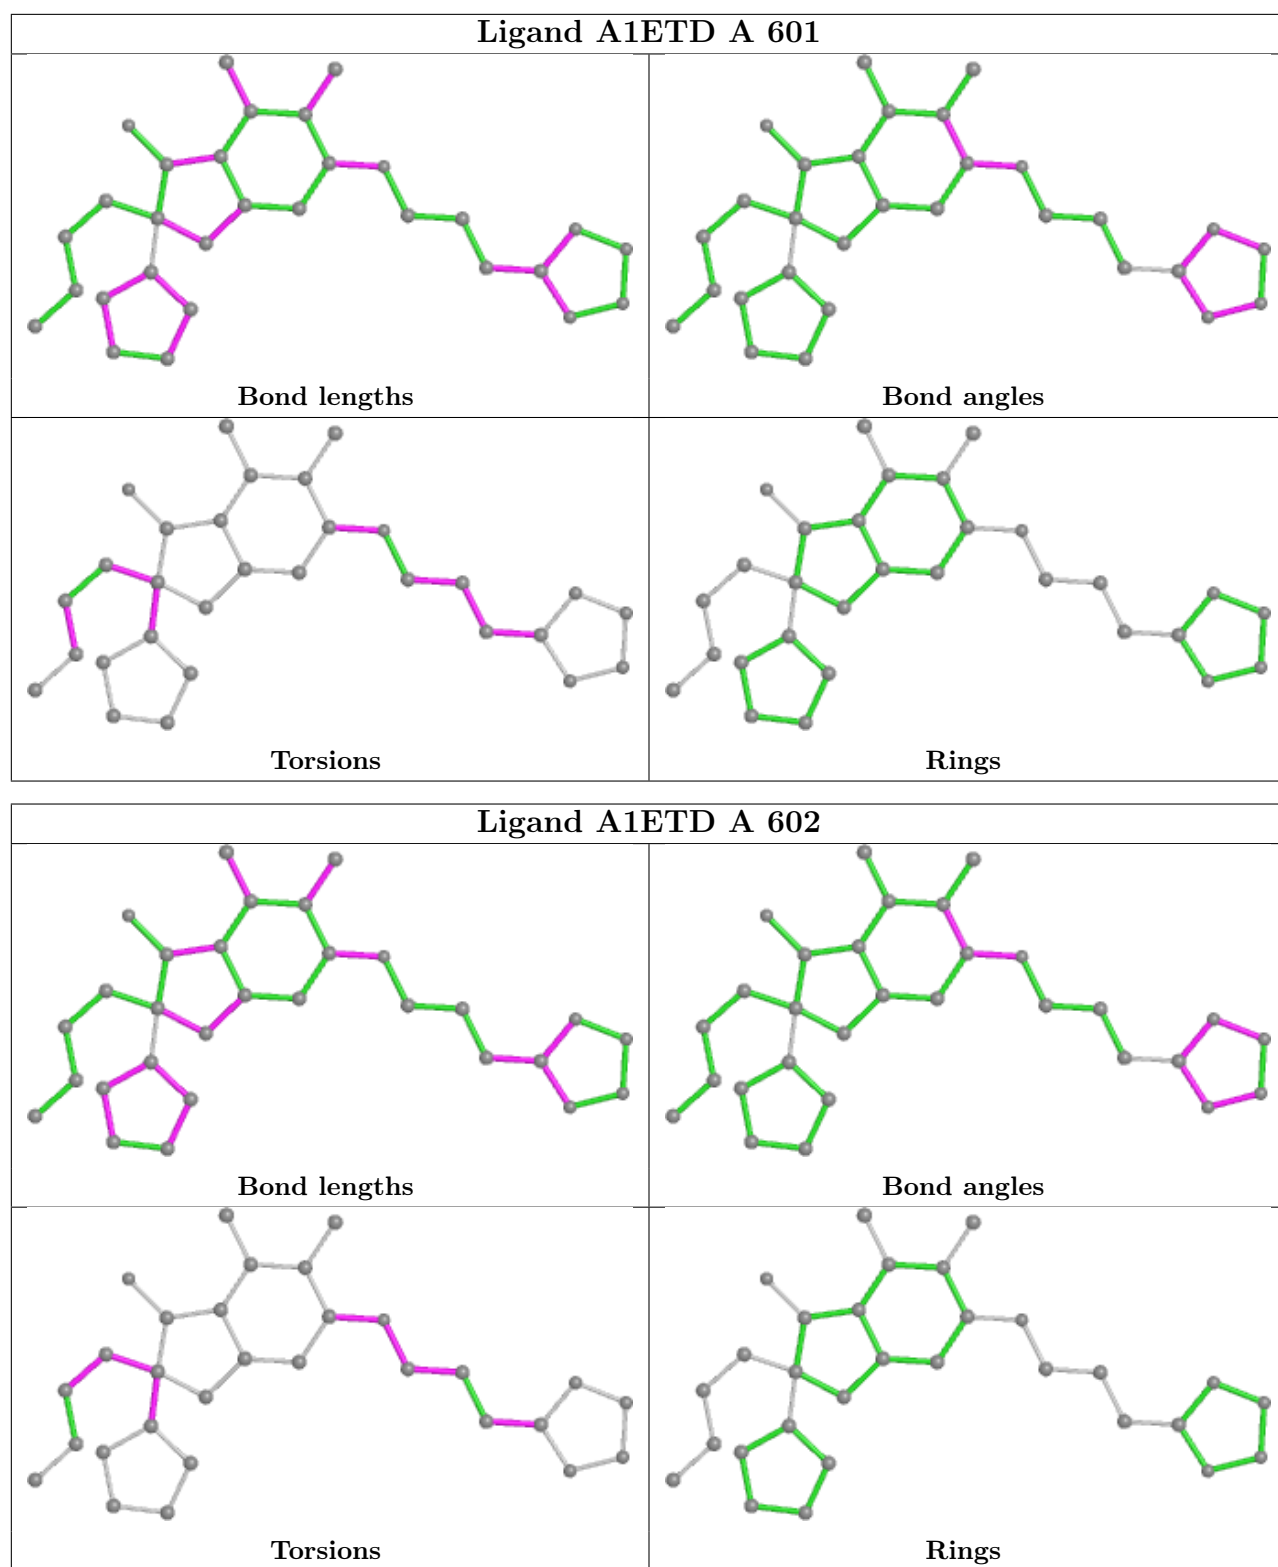 Ligand A1ETD A 601
Bond lengths
Bond angles
Torsions
Rings
Ligand A1ETD A 602
Bond lengths
Bond angles
Torsions
Rings